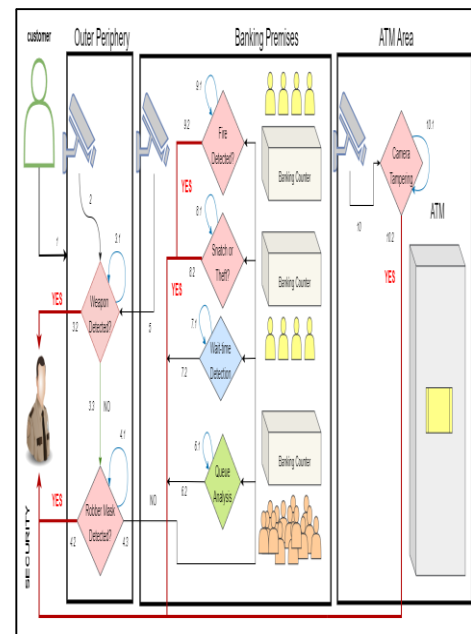 customer
Outer Periphery
Banking Premises
ATM Area
1
2
3.1
Weapon
Detected?
YES
3.2
3.3
NO
4.1
Robber Mask
Detected?
YES
4.2
4.3
NO
SECURITY
5
9.1
9.2
Fire
Detected?
YES
Banking Counter
8.1
8.2
Snatch or
Theft?
YES
Banking Counter
7.1
Wait-time
Detection
7.2
6.1
Queue
Analysis
6.2
Banking Counter
10
10.1
Camera
Tampering
10.2
YES
ATM